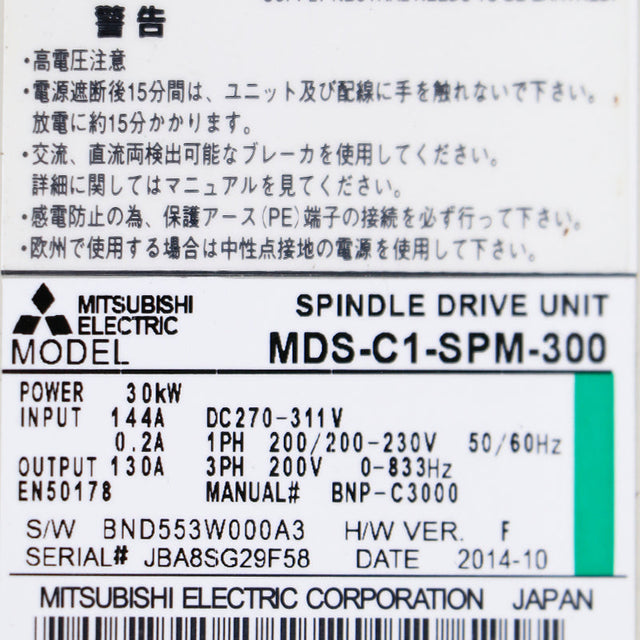 警告
・高電圧注意
・電源遮断後15分間は、ユニット及び配線に手を触れないで下さい。
放電に約15分かかります。
・交流、直流両検出可能なブレーカを使用してください。
詳細に関してはマニュアルを見てください。
・感電防止の為、保護アース(PE)端子の接続を必ず行って下さい。
・欧州で使用する場合は中性点接地の電源を使用して下さい。
MITSUBISHI ELECTRIC
SPINDLE DRIVE UNIT
MODEL MDS-C1-SPM-300
POWER 30kW
INPUT 144A DC270-311V
0.2A 1PH 200/200-230V 50/60Hz
OUTPUT 130A 3PH 200V 0-833Hz
EN50178 MANUAL# BNP-C3000
S/W BND553W000A3 H/W VER. F
SERIAL# JBA8SG29F58 DATE 2014-10
MITSUBISHI ELECTRIC CORPORATION JAPAN